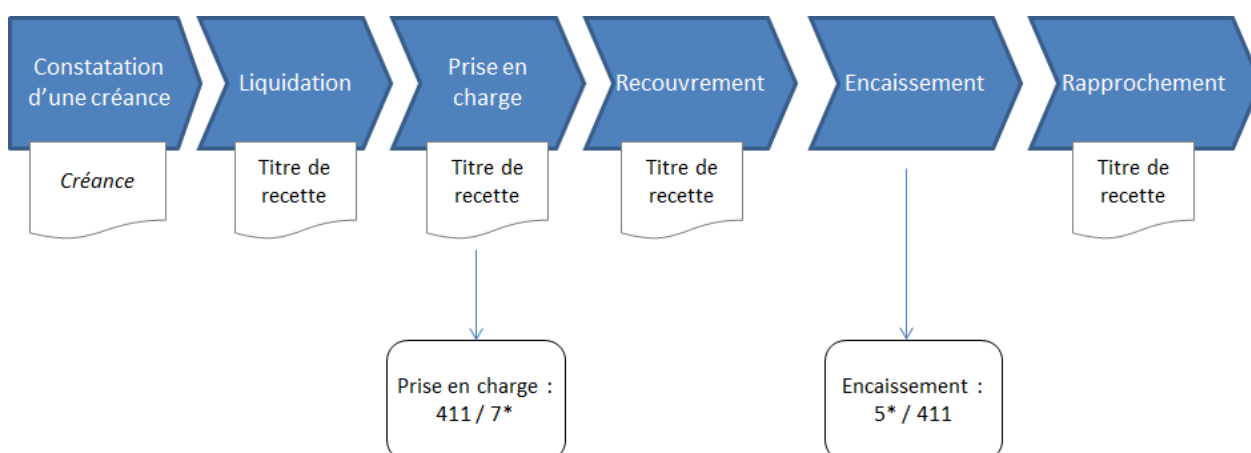 Constatation
d’une créance
Liquidation
Prise en
charge
Recouvrement
Encaissement
Rapprochement
Créance
Titre de
recette
Titre de
recette
Titre de
recette
Titre de
recette
Prise en charge :
411 / 7*
Encaissement :
5* / 411